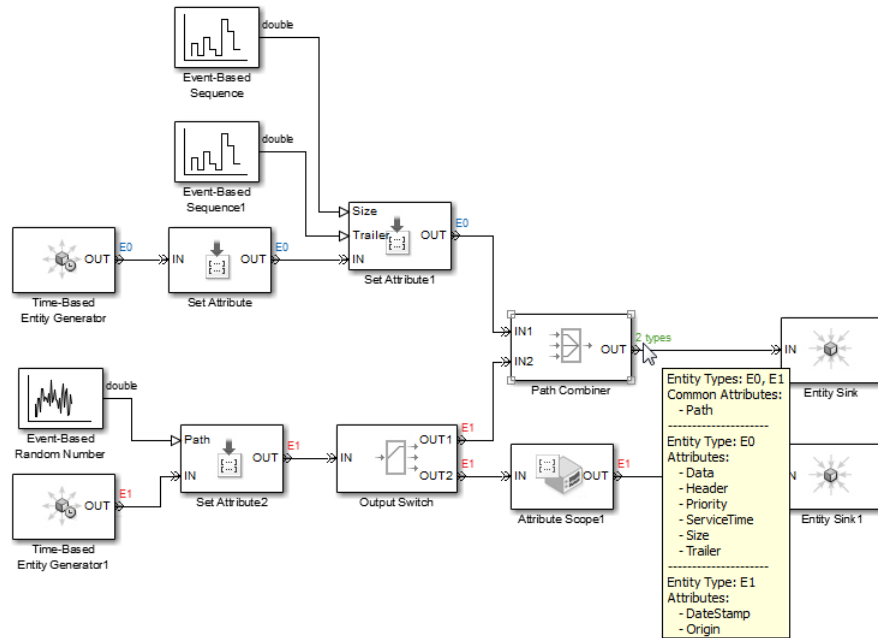 double
Event-Based
Sequence
double
Event-Based
Sequence1
Size
Trailer
IN
OUT
E0
Set Attribute1
OUT
E0
Time-Based
Entity Generator
IN
OUT
E0
Set Attribute
IN1
IN2
OUT
2 types
Path Combiner
IN
Entity Sink
double
Event-Based
Random Number
Path
IN
OUT
E1
Set Attribute2
IN
OUT1
OUT2
E1
E1
Output Switch
IN
OUT
E1
Attribute Scope1
IN
Entity Sink1
OUT
E1
Time-Based
Entity Generator1
Entity Types: E0, E1
Common Attributes:
- Path
----------------------
Entity Type: E0
Attributes:
- Data
- Header
- Priority
- ServiceTime
- Size
- Trailer
----------------------
Entity Type: E1
Attributes:
- DateStamp
- Origin